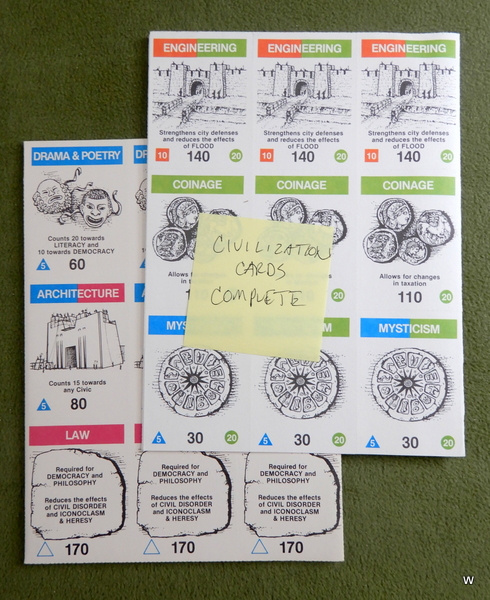 ENGINEERING
Strengthens city defenses
and reduces the effects
of FLOOD
10 140 20
ENGINEERING
Strengthens city defenses
and reduces the effects
of FLOOD
10 140 20
ENGINEERING
Strengthens city defenses
and reduces the effects
of FLOOD
10 140 20
COINAGE
Allows for
in t
COINAGE
20
COINAGE
Allows for changes
in taxation
110 20
CIVILIZATION
CARDS
COMPLETE
MYS
5 30 20
M
5 30 20
MYSTICISM
5 30 20
DRAMA & POETRY
Counts 20 towards
LITERACY and
10 towards DEMOCRACY
5 60
ARCHITECTURE
Counts 15 towards
any Civic
5 80
LAW
Required for
DEMOCRACY and
PHILOSOPHY
Reduces the effects
of CIVIL DISORDER
and ICONOCLASM
& HERESY
170
Required for
DEMOCRACY and
PHILOSOPHY
Reduces the effects
of CIVIL DISORDER
and ICONOCLASM
& HERESY
170
Required for
DEMOCRACY and
PHILOSOPHY
Reduces the effects
of CIVIL DISORDER
and ICONOCLASM
& HERESY
170
W